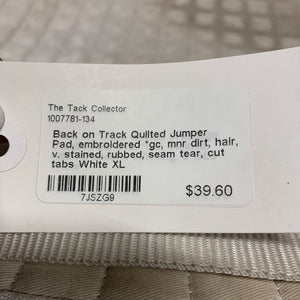 The Tack Collector
1007781-134
Back on Track Quilted Jumper
Pad, embroidered *gc, mnr dirt, hair,
v. stained, rubbed, seam tear, cut
tabs White XL
7JSZG9
$39.60